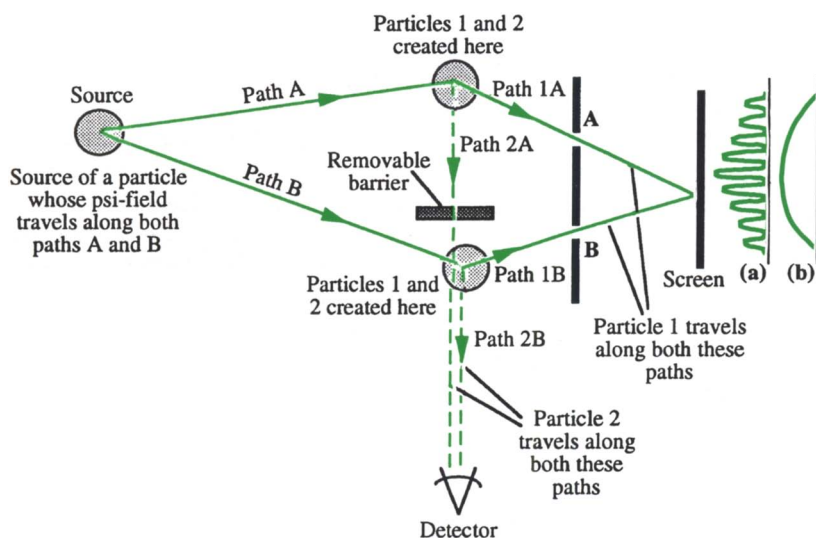 Particles 1 and 2
created here
Source
Path A
Path 1A
A
Path 2A
Removable
barrier
Source of a particle
whose psi-field
travels along both
paths A and B
Path B
B
Path 1B
Screen
(a)
(b)
Particles 1 and
2 created here
Particle 1 travels
along both these
paths
Path 2B
Particle 2
travels along
both these
paths
Detector